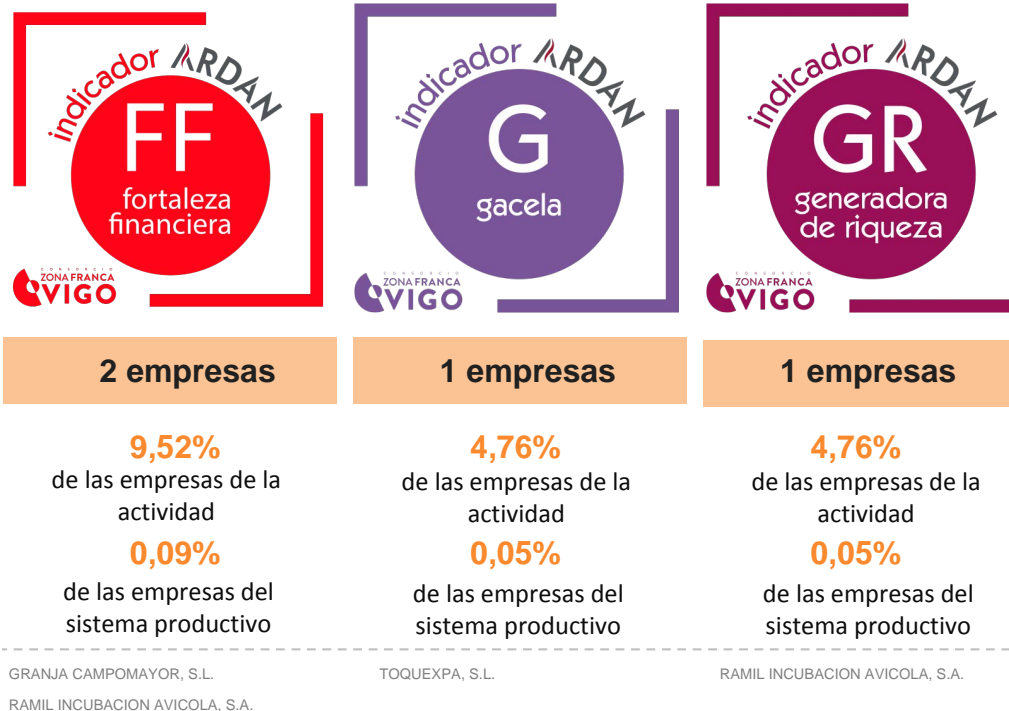 indicador ARDAN
FF
fortaleza
financiera
CONSORCIO
ZONA FRANCA
VIGO
2 empresas
9,52%
de las empresas de la
actividad
0,09%
de las empresas del
sistema productivo
GRANJA CAMPOMAYOR, S.L.
RAMIL INCUBACION AVICOLA, S.A.
indicador ARDAN
G
gacela
CONSORCIO
ZONA FRANCA
VIGO
1 empresas
4,76%
de las empresas de la
actividad
0,05%
de las empresas del
sistema productivo
TOQUEXPA, S.L.
indicador ARDAN
GR
generadora
de riqueza
CONSORCIO
ZONA FRANCA
VIGO
1 empresas
4,76%
de las empresas de la
actividad
0,05%
de las empresas del
sistema productivo
RAMIL INCUBACION AVICOLA, S.A.